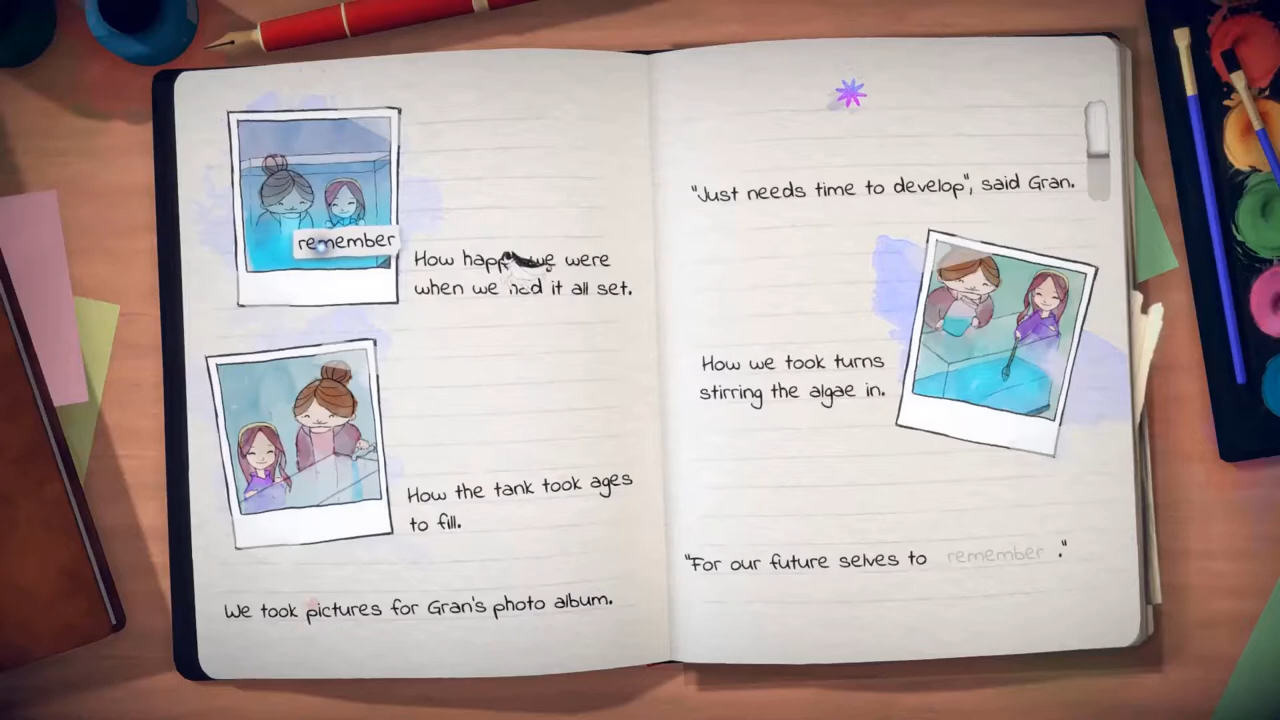 remember
How happy we were
when we had it all set.
How the tank took ages
to fill.
We took pictures for Gran's photo album.
"Just needs time to develop", said Gran.
How we took turns
stirring the algae in.
"For our future selves to remember ."